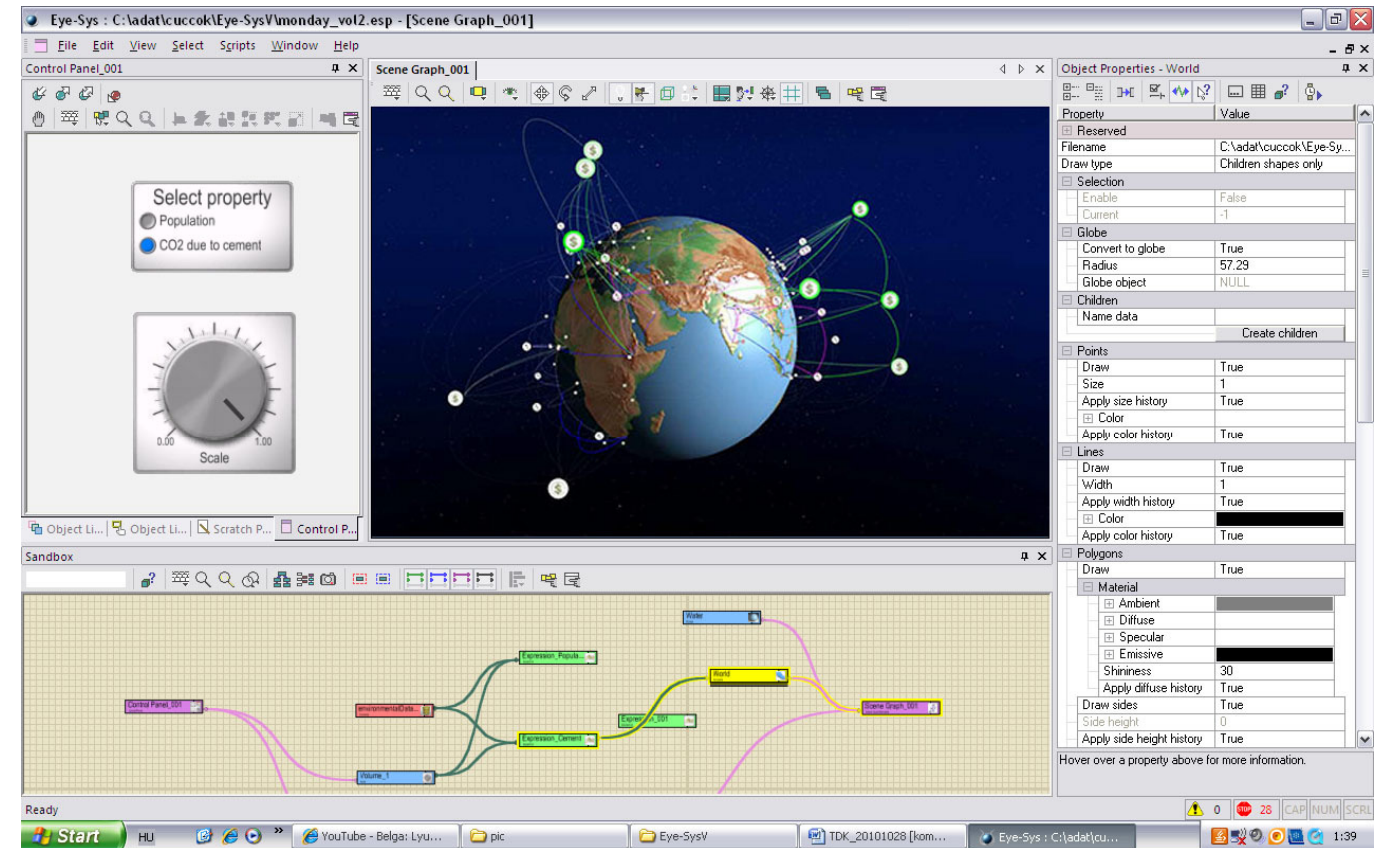 Eye-Sys : C:\adat\cuccok\Eye-SysV\monday_vol2.esp - [Scene Graph_001]
File Edit View Select Scripts Window Help
Control Panel_001
Select property
Population
CO2 due to cement
0.00 1.00
Scale
Object Li... Object Li... Scratch P... Control P...
Scene Graph_001
$
$
$
$
$
$
$
$
$
Object Properties - World
Property Value
Reserved
Filename C:\adat\cuccok\Eye-Sy...
Draw type Children shapes only
Selection
Enable False
Current -1
Globe
Convert to globe True
Radius 57.29
Globe object NULL
Children
Name data
Create children
Points
Draw True
Size 1
Apply size history True
Color
Apply color history True
Lines
Draw True
Width 1
Apply width history True
Color
Apply color history True
Polygons
Draw True
Material
Ambient
Diffuse
Specular
Emissive
Shininess 30
Apply diffuse history True
Draw sides True
Side height 0
Apply side height history True
Hover over a property above for more information.
Sandbox
Water
Expression_Popula...
World
Control Panel_001
environmentalData...
Expression_001
Scene Graph_001
Expression_Cement
Volume_1
Ready
0 STOP 28 CAP NUM SCRL
Start HU » YouTube - Belga: Lyu... pic Eye-SysV TDK_20101028 [kom... Eye-Sys : C:\adat\cu... 1:39